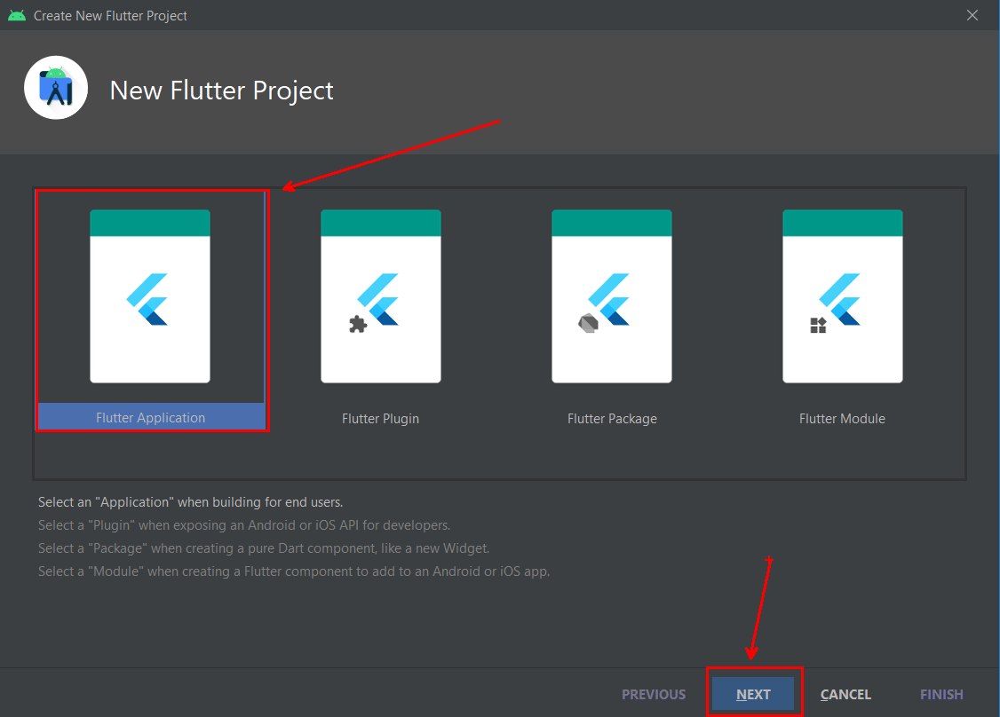 Create New Flutter Project
New Flutter Project
Flutter Application
Flutter Plugin
Flutter Package
Flutter Module
Select an "Application" when building for end users.
Select a "Plugin" when exposing an Android or iOS API for developers.
Select a "Package" when creating a pure Dart component, like a new Widget.
Select a "Module" when creating a Flutter component to add to an Android or iOS app.
PREVIOUS
NEXT
CANCEL
FINISH